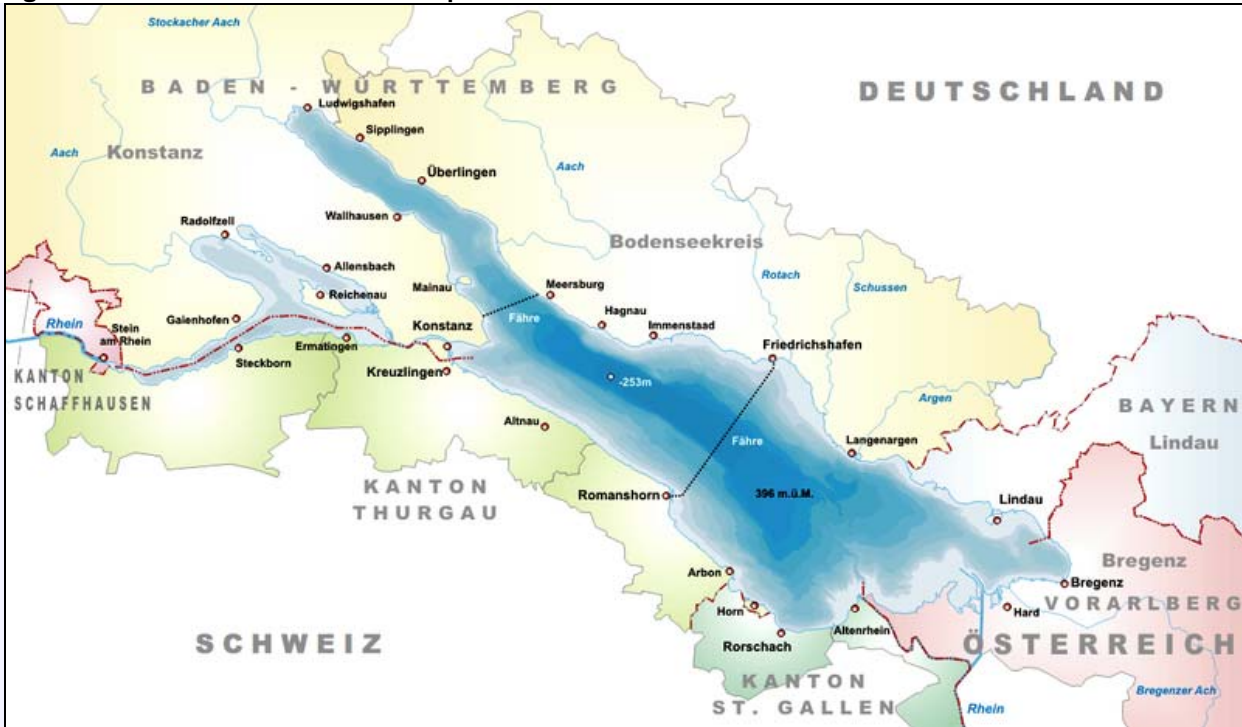 Stockacher Aach
BADEN - WÜRTTEMBERG
DEUTSCHLAND
Ludwigshafen
Sipplingen
Aach
Konstanz
Aach
Überlingen
Wallhausen
Radolfzell
Bodenseekreis
Allensbach
Mainau
Meersburg
Rotach
Schussen
Reichenau
Gaienhofen
Hagnau
Fähre
Rhein
Stein
am Rhein
Konstanz
Immenstaad
Ermatingen
Friedrichshafen
Steckborn
Kreuzlingen
KANTON
SCHAFFHAUSEN
-253m
Argen
BAYERN
Lindau
Altnau
Fähre
Langenargen
KANTON
THURGAU
Romanshorn
396 m.ü.M.
Lindau
Arbon
Bregenz
Bregenz
VORARLBERG
Horn
Hard
Altenrhein
SCHWEIZ
Rorschach
ÖSTERREICH
KANTON
ST. GALLEN
Rhein
Bregenzer Ach